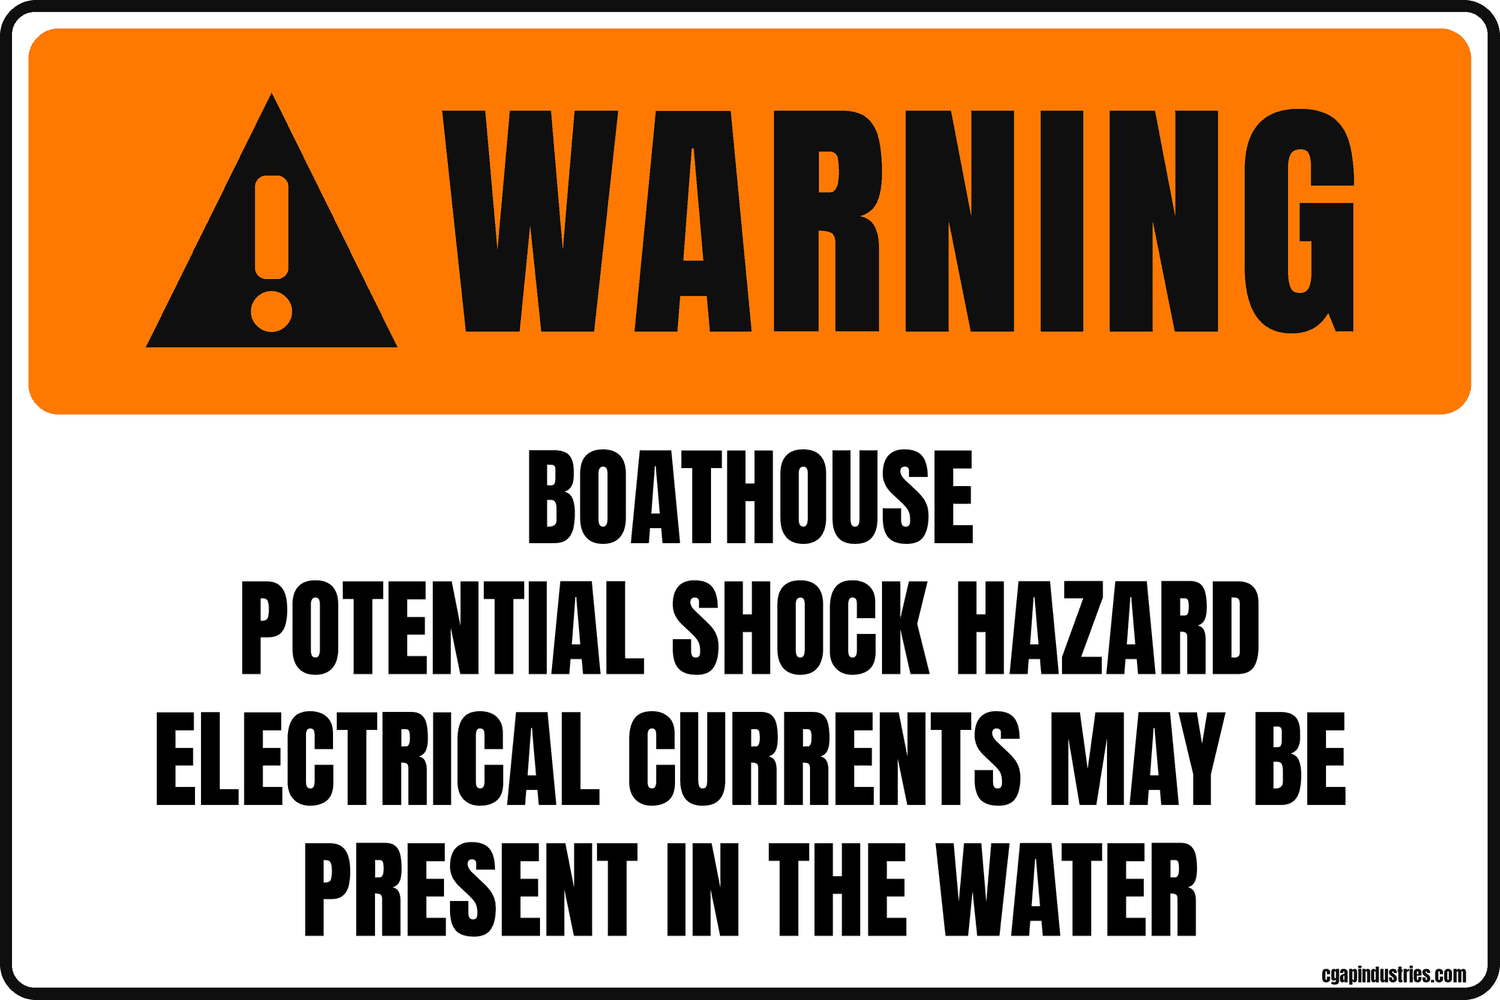 WARNING
BOATHOUSE
POTENTIAL SHOCK HAZARD
ELECTRICAL CURRENTS MAY BE
PRESENT IN THE WATER
cgapindustries.com